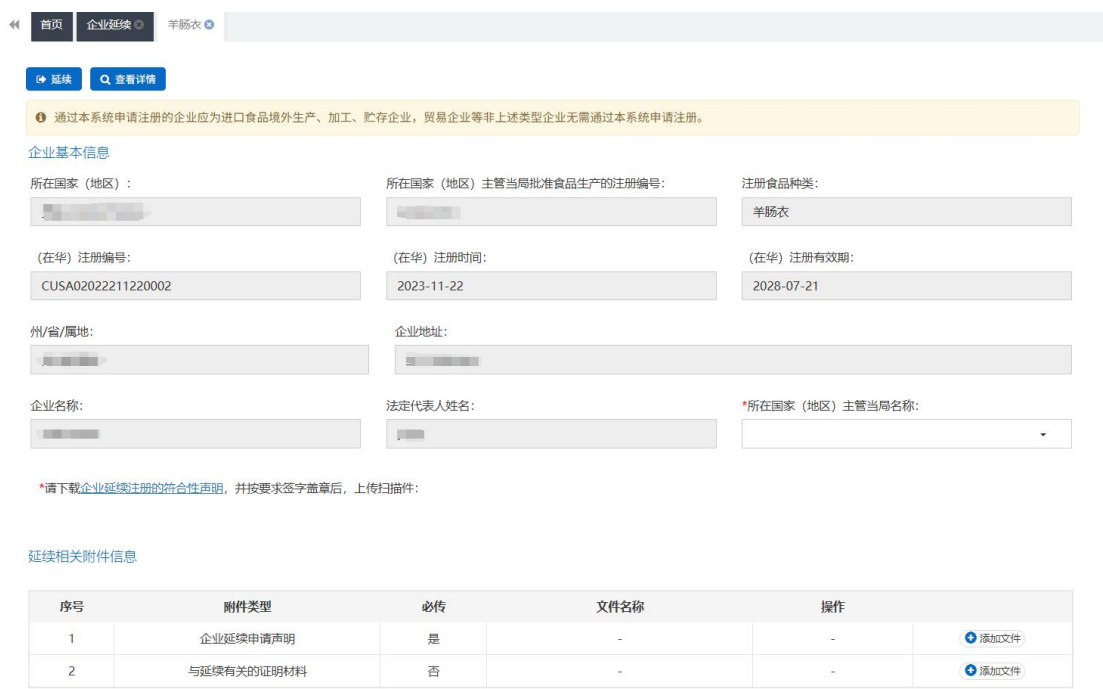 首页 企业延续 羊肠衣
延续 查看详情
通过本系统申请注册的企业应为进口食品境外生产、加工、贮存企业，贸易企业等非上述类型企业无需通过本系统申请注册。
企业基本信息
所在国家（地区）: 所在国家（地区）主管当局批准食品生产的注册编号: 注册食品种类:
羊肠衣
(在华）注册编号: (在华）注册时间: (在华）注册有效期:
CUSA02022211220002 2023-11-22 2028-07-21
州/省/属地: 企业地址:
企业名称: 法定代表人姓名: *所在国家（地区）主管当局名称:
*请下载企业延续注册的符合性声明，并按要求签字盖章后，上传扫描件:
延续相关附件信息
序号 附件类型 必传 文件名称 操作
1 企业延续申请声明 是 - - 添加文件
2 与延续有关的证明材料 否 - - 添加文件